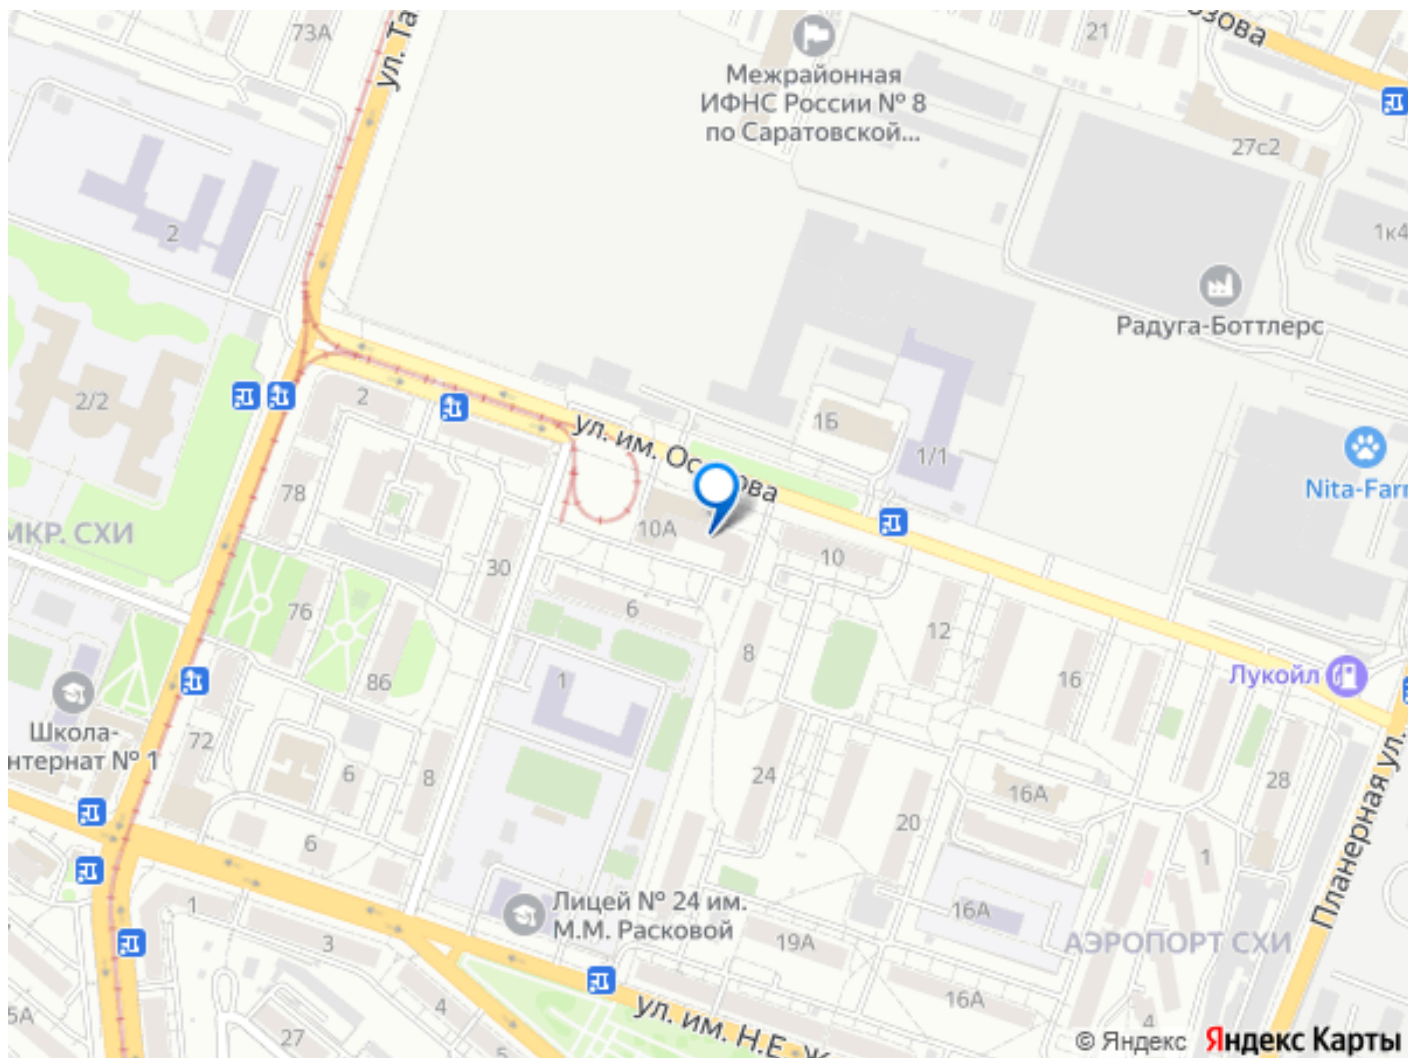 73А
ул. Та
21
озова
Межрайонная
ИФНС России № 8
по Саратовской...
27с2
1к4
2
Радуга-Боттлерс
2/2
2
1Б
ул. им. Ос
ова
1/1
78
Nita-Farm
МКР. СХИ
10А
10
30
76
6
12
8
86
1
16
Лукойл
Школа-
нтернат № 1
72
6
8
24
16А
28
20
6
1
Планерная ул.
1
Лицей № 24 им.
М.М. Расковой
16А
3
19А
АЭРОПОРТ СХИ
4
16А
ул. им. Н.Е.
5А
27
5
4
© Яндекс Яндекс Карты